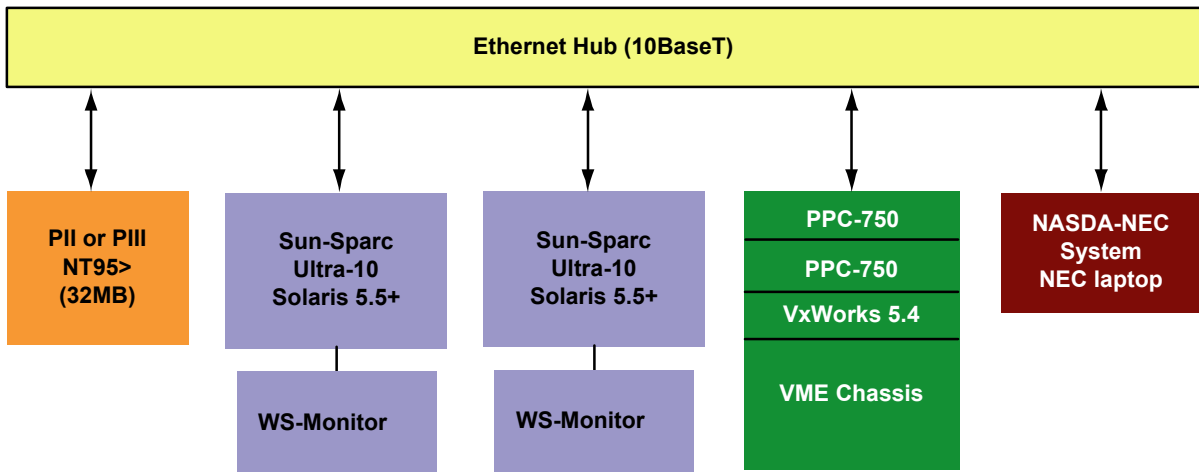 Ethernet Hub (10BaseT)
PII or PIII
NT95>
(32MB)
Sun-Sparc
Ultra-10
Solaris 5.5+
WS-Monitor
Sun-Sparc
Ultra-10
Solaris 5.5+
WS-Monitor
PPC-750
PPC-750
VxWorks 5.4
VME Chassis
NASDA-NEC
System
NEC laptop